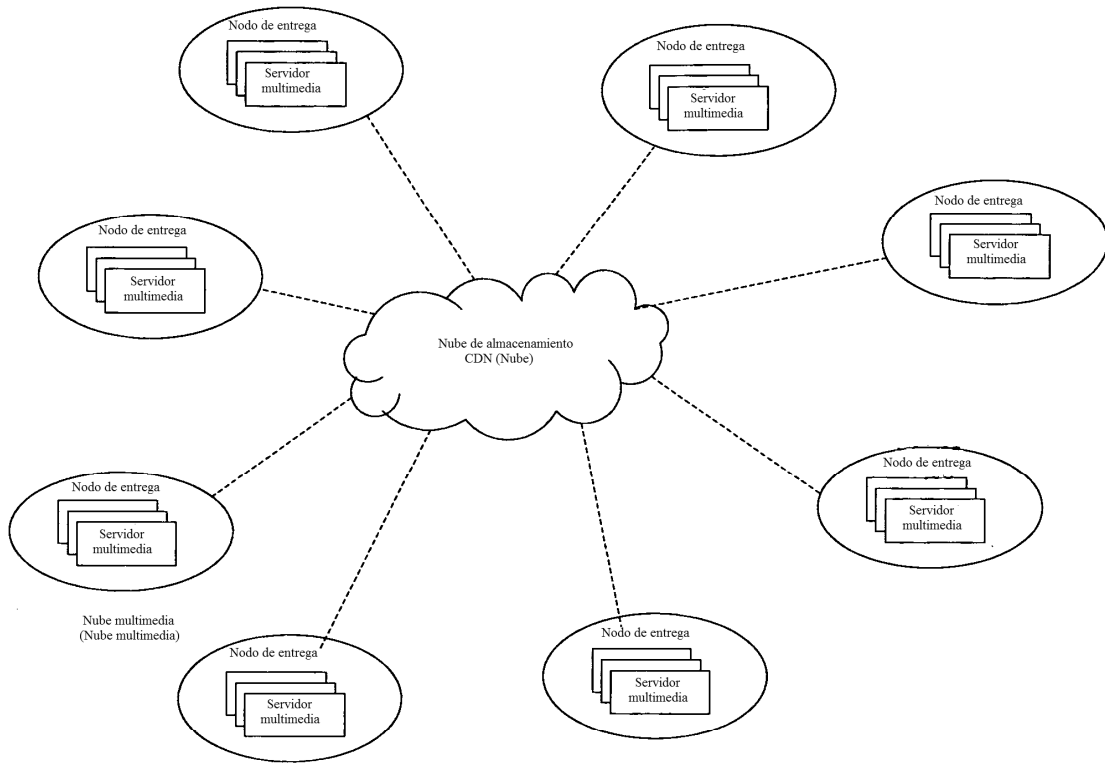 Nodo de entrega
Servidor
multimedia
Nodo de entrega
Servidor
multimedia
Nodo de entrega
Servidor
multimedia
Nodo de entrega
Servidor
multimedia
Nube de almacenamiento
CDN (Nube)
Nodo de entrega
Servidor
multimedia
Nodo de entrega
Servidor
multimedia
Nube multimedia
(Nube multimedia)
Nodo de entrega
Servidor
multimedia
Nodo de entrega
Servidor
multimedia